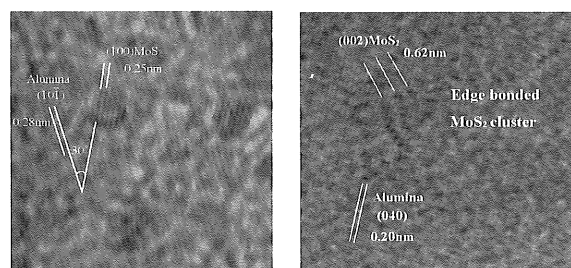 (100)MoS
0.25nm
Alumina
(101̄)
0.28nm
30°
(002)MoS₂
0.62nm
Edge bonded
MoS₂ cluster
Alumina
(040)
0.20nm